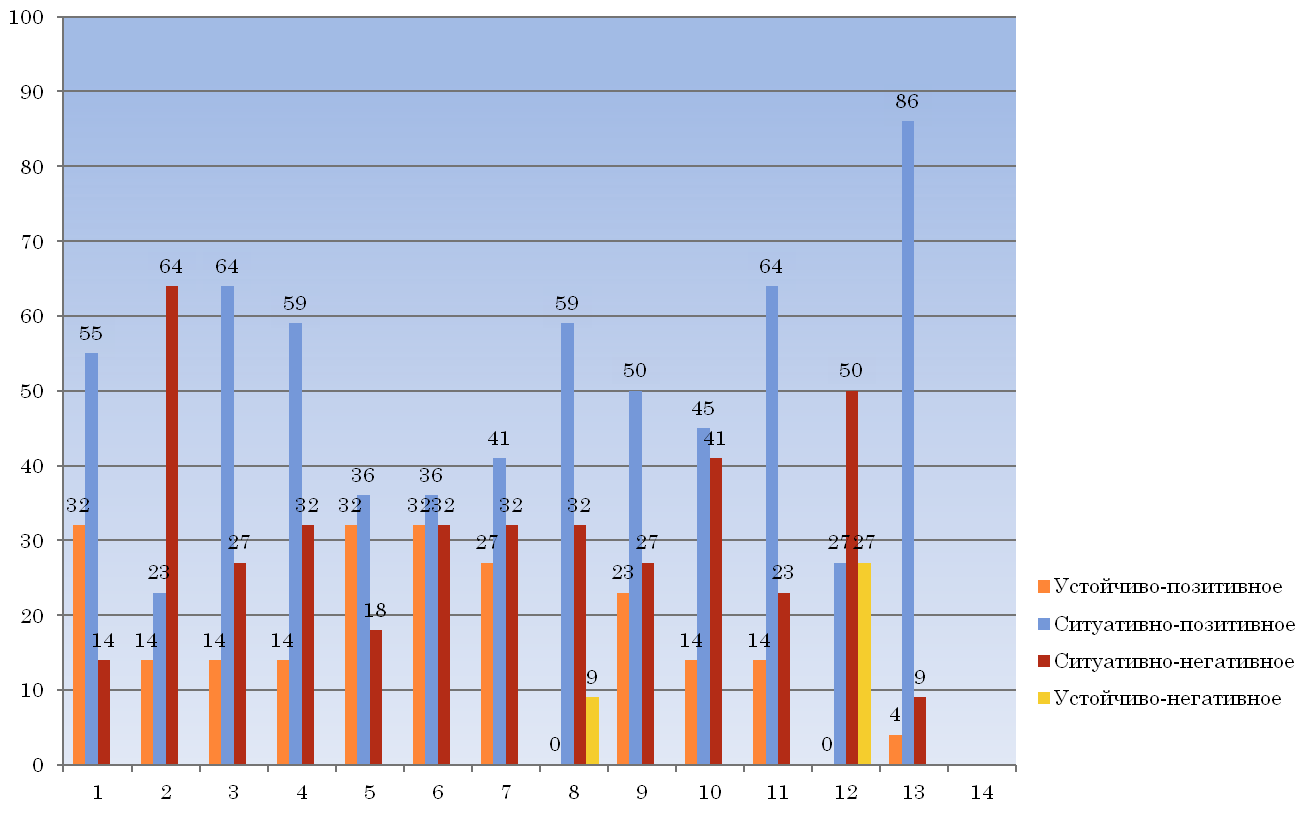 100
90
80
70
60
50
40
30
20
10
0
32 55 14
14 23 64
14 64 27
14 59 32
32 36 18
32 36 32
27 41 32
0 59 32 9
23 50 27
14 45 41
14 64 23
0 27 50 27
4 86 9
1 2 3 4 5 6 7 8 9 10 11 12 13 14
Устойчиво-позитивное
Ситуативно-позитивное
Ситуативно-негативное
Устойчиво-негативное